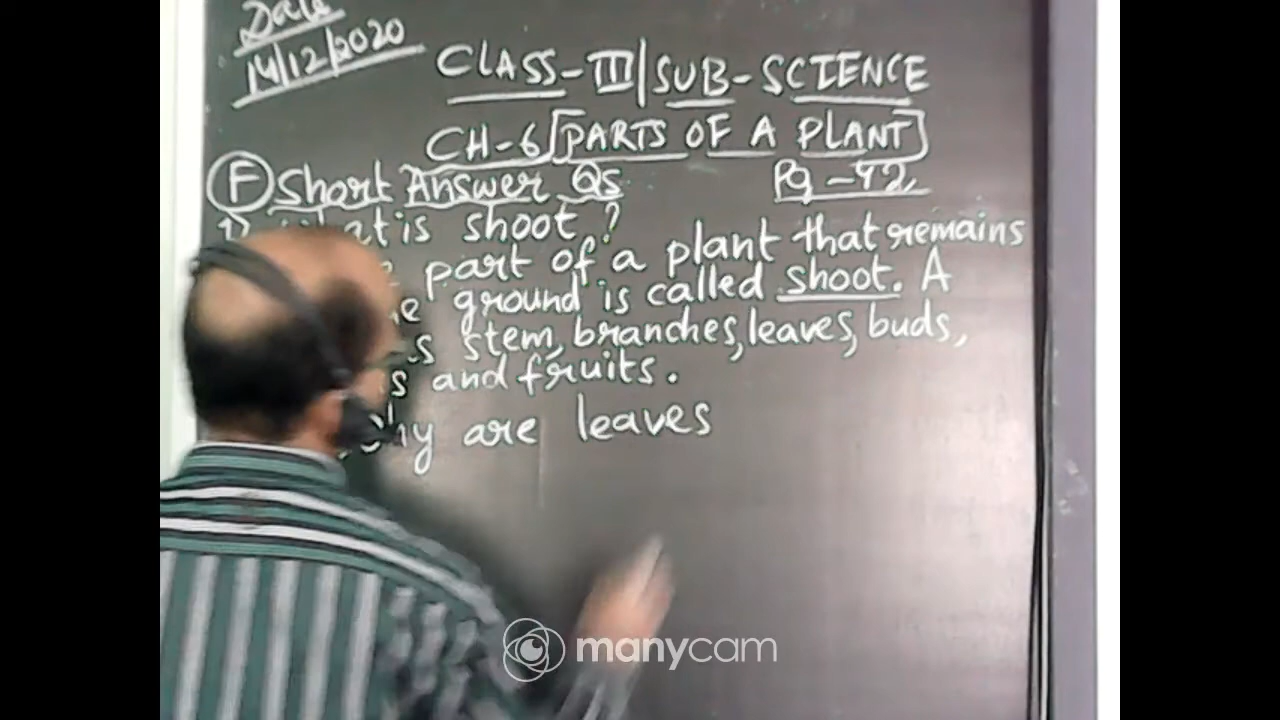 Date
14/12/2020
CLASS-III|SUB-SCIENCE
CH-6[PARTS OF A PLANT]
(F) Short Answer Qs Pg-42
is shoot?
part of a plant that remains
ground is called shoot. A
stem, branches, leaves, buds,
and fruits.
are leaves
manycam